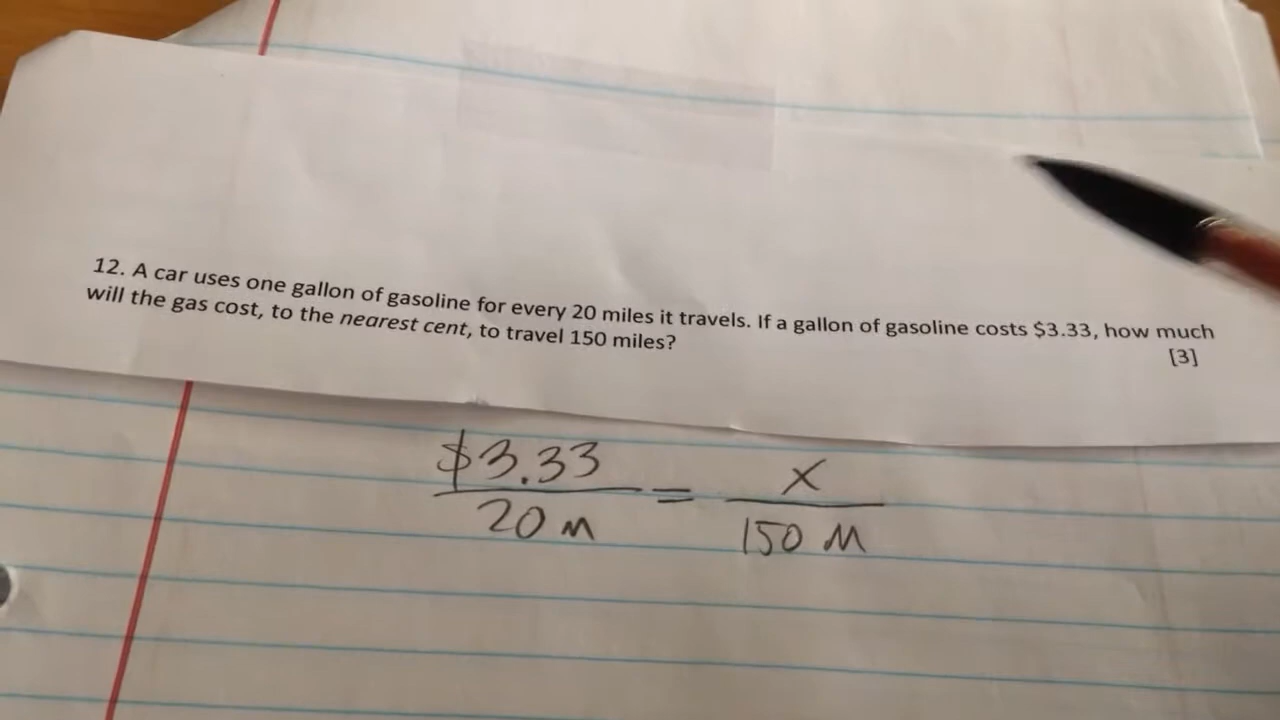 12. A car uses one gallon of gasoline for every 20 miles it travels. If a gallon of gasoline costs $3.33, how much
will the gas cost, to the nearest cent, to travel 150 miles?
[3]
$3.33 = x
20 M 150 M